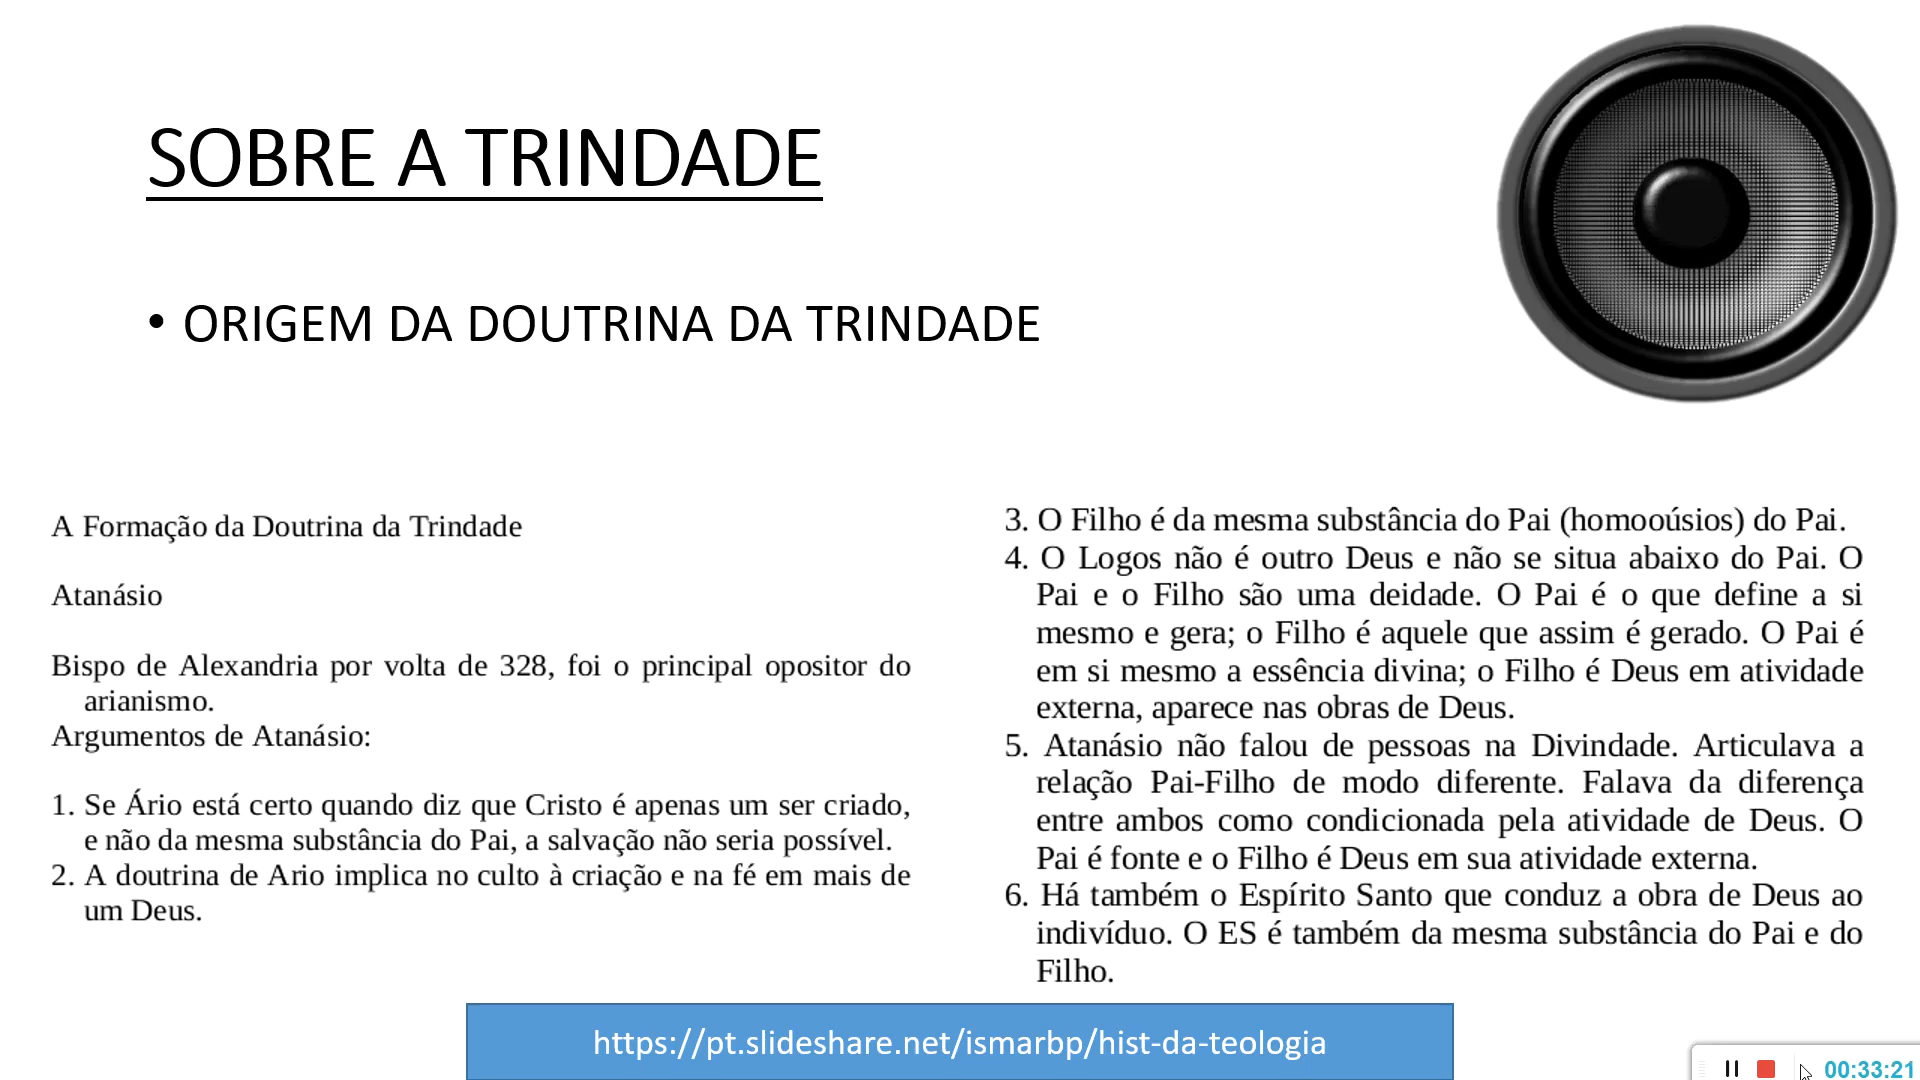 SOBRE A TRINDADE
• ORIGEM DA DOUTRINA DA TRINDADE
A Formação da Doutrina da Trindade
Atanásio
Bispo de Alexandria por volta de 328, foi o principal opositor do
arianismo.
Argumentos de Atanásio:
1. Se Ário está certo quando diz que Cristo é apenas um ser criado,
e não da mesma substância do Pai, a salvação não seria possível.
2. A doutrina de Ario implica no culto à criação e na fé em mais de
um Deus.
3. O Filho é da mesma substância do Pai (homooúsios) do Pai.
4. O Logos não é outro Deus e não se situa abaixo do Pai. O
Pai e o Filho são uma deidade. O Pai é o que define a si
mesmo e gera; o Filho é aquele que assim é gerado. O Pai é
em si mesmo a essência divina; o Filho é Deus em atividade
externa, aparece nas obras de Deus.
5. Atanásio não falou de pessoas na Divindade. Articulava a
relação Pai-Filho de modo diferente. Falava da diferença
entre ambos como condicionada pela atividade de Deus. O
Pai é fonte e o Filho é Deus em sua atividade externa.
6. Há também o Espírito Santo que conduz a obra de Deus ao
indivíduo. O ES é também da mesma substância do Pai e do
Filho.
https://pt.slideshare.net/ismarbp/hist-da-teologia
00:33:21